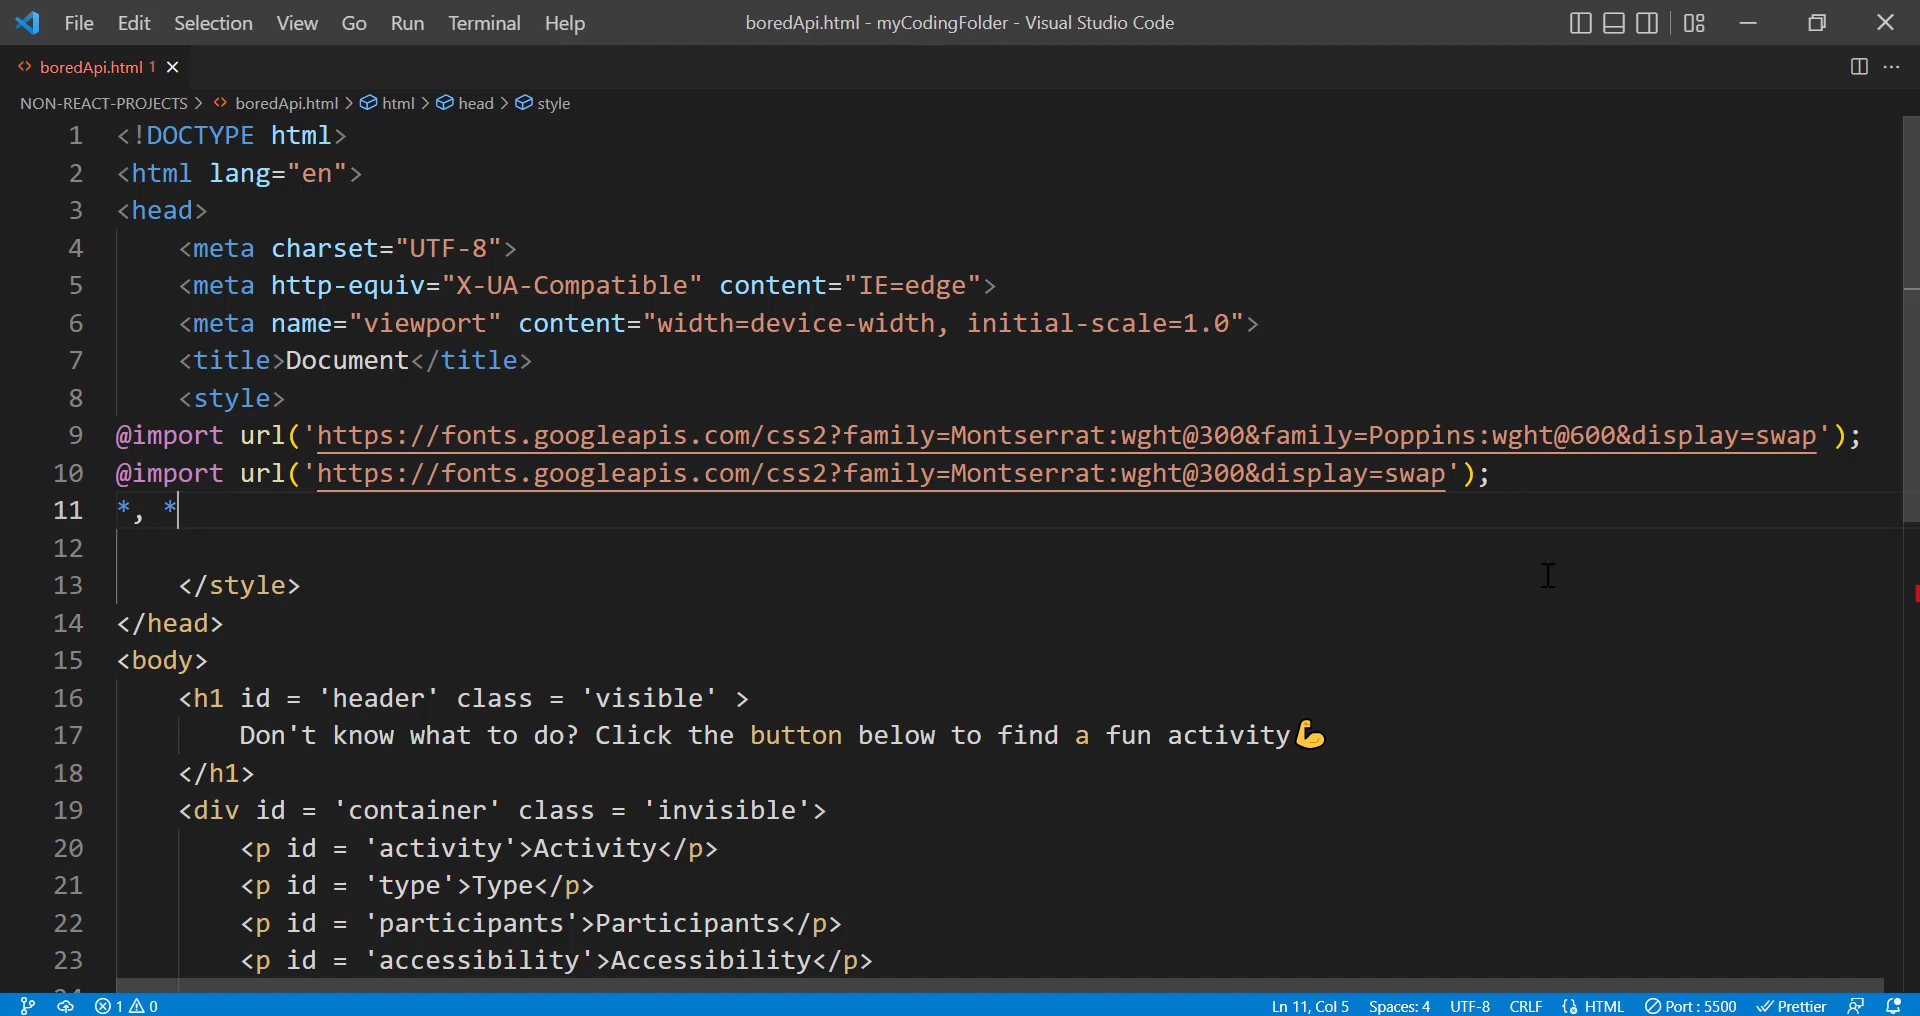 File Edit Selection View Go Run Terminal Help boredApi.html - myCodingFolder - Visual Studio Code
<> boredApi.html 1
NON-REACT-PROJECTS > <> boredApi.html > html > head > style
1 <!DOCTYPE html>
2 <html lang="en">
3 <head>
4 <meta charset="UTF-8">
5 <meta http-equiv="X-UA-Compatible" content="IE=edge">
6 <meta name="viewport" content="width=device-width, initial-scale=1.0">
7 <title>Document</title>
8 <style>
9 @import url('https://fonts.googleapis.com/css2?family=Montserrat:wght@300&family=Poppins:wght@600&display=swap');
10 @import url('https://fonts.googleapis.com/css2?family=Montserrat:wght@300&display=swap');
11 *, *
12
13 </style>
14 </head>
15 <body>
16 <h1 id = 'header' class = 'visible' >
17 Don't know what to do? Click the button below to find a fun activity💪
18 </h1>
19 <div id = 'container' class = 'invisible'>
20 <p id = 'activity'>Activity</p>
21 <p id = 'type'>Type</p>
22 <p id = 'participants'>Participants</p>
23 <p id = 'accessibility'>Accessibility</p>
1 0 Ln 11, Col 5 Spaces: 4 UTF-8 CRLF {} HTML Port : 5500 Prettier